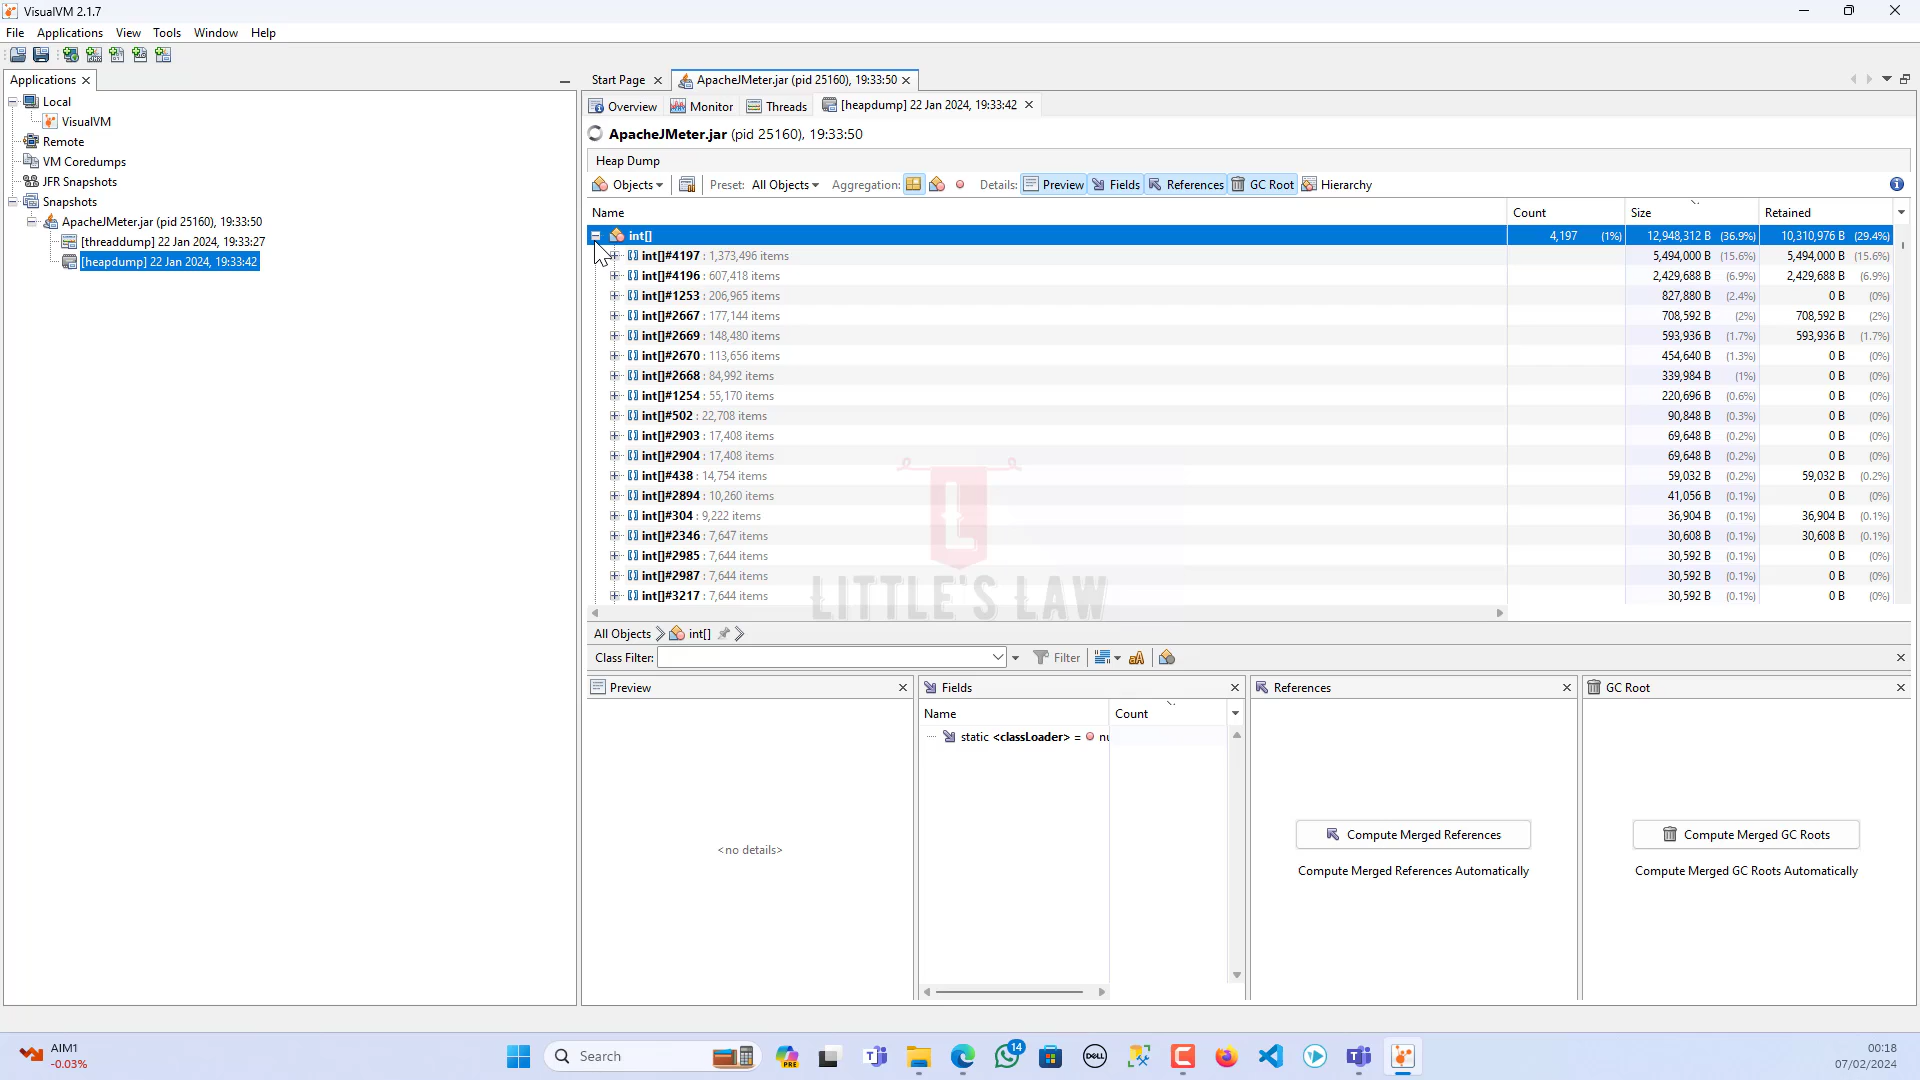 VisualVM 2.1.7
File Applications View Tools Window Help
Applications
Start Page
ApacheJMeter.jar (pid 25160), 19:33:50
Local
VisualVM
Remote
VM Coredumps
JFR Snapshots
Snapshots
ApacheJMeter.jar (pid 25160), 19:33:50
[threaddump] 22 Jan 2024, 19:33:27
[heapdump] 22 Jan 2024, 19:33:42
Overview Monitor Threads [heapdump] 22 Jan 2024, 19:33:42
ApacheJMeter.jar (pid 25160), 19:33:50
Heap Dump
Objects Preset: All Objects Aggregation: Details: Preview Fields References GC Root Hierarchy
Name Count Size Retained
int[] 4,197 (1%) 12,948,312 B (36.9%) 10,310,976 B (29.4%)
int[]#4197 : 1,373,496 items 5,494,000 B (15.6%) 5,494,000 B (15.6%)
int[]#4196 : 607,418 items 2,429,688 B (6.9%) 2,429,688 B (6.9%)
int[]#1253 : 206,965 items 827,880 B (2.4%) 0 B (0%)
int[]#2667 : 177,144 items 708,592 B (2%) 708,592 B (2%)
int[]#2669 : 148,480 items 593,936 B (1.7%) 593,936 B (1.7%)
int[]#2670 : 113,656 items 454,640 B (1.3%) 0 B (0%)
int[]#2668 : 84,992 items 339,984 B (1%) 0 B (0%)
int[]#1254 : 55,170 items 220,696 B (0.6%) 0 B (0%)
int[]#502 : 22,708 items 90,848 B (0.3%) 0 B (0%)
int[]#2903 : 17,408 items 69,648 B (0.2%) 0 B (0%)
int[]#2904 : 17,408 items 69,648 B (0.2%) 0 B (0%)
int[]#438 : 14,754 items 59,032 B (0.2%) 59,032 B (0.2%)
int[]#2894 : 10,260 items 41,056 B (0.1%) 0 B (0%)
int[]#304 : 9,222 items 36,904 B (0.1%) 36,904 B (0.1%)
int[]#2346 : 7,647 items 30,608 B (0.1%) 30,608 B (0.1%)
int[]#2985 : 7,644 items 30,592 B (0.1%) 0 B (0%)
int[]#2987 : 7,644 items 30,592 B (0.1%) 0 B (0%)
int[]#3217 : 7,644 items 30,592 B (0.1%) 0 B (0%)
L
LITTLE'S LAW
All Objects int[]
Class Filter: Filter
Preview
<no details>
Fields
Name Count
static <classLoader> = nu
References
Compute Merged References
Compute Merged References Automatically
GC Root
Compute Merged GC Roots
Compute Merged GC Roots Automatically
AIM1
-0.03%
Search
PRE
14
DELL
00:18
07/02/2024